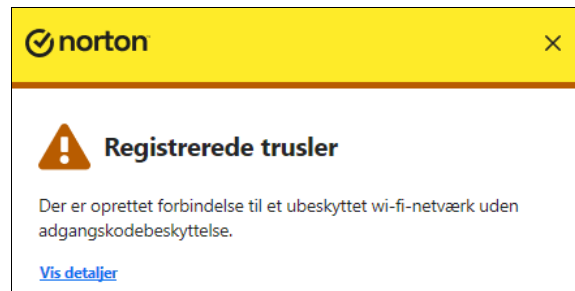 norton
Registrerede trusler
Der er oprettet forbindelse til et ubeskyttet wi-fi-netværk uden
adgangskodebeskyttelse.
Vis detaljer